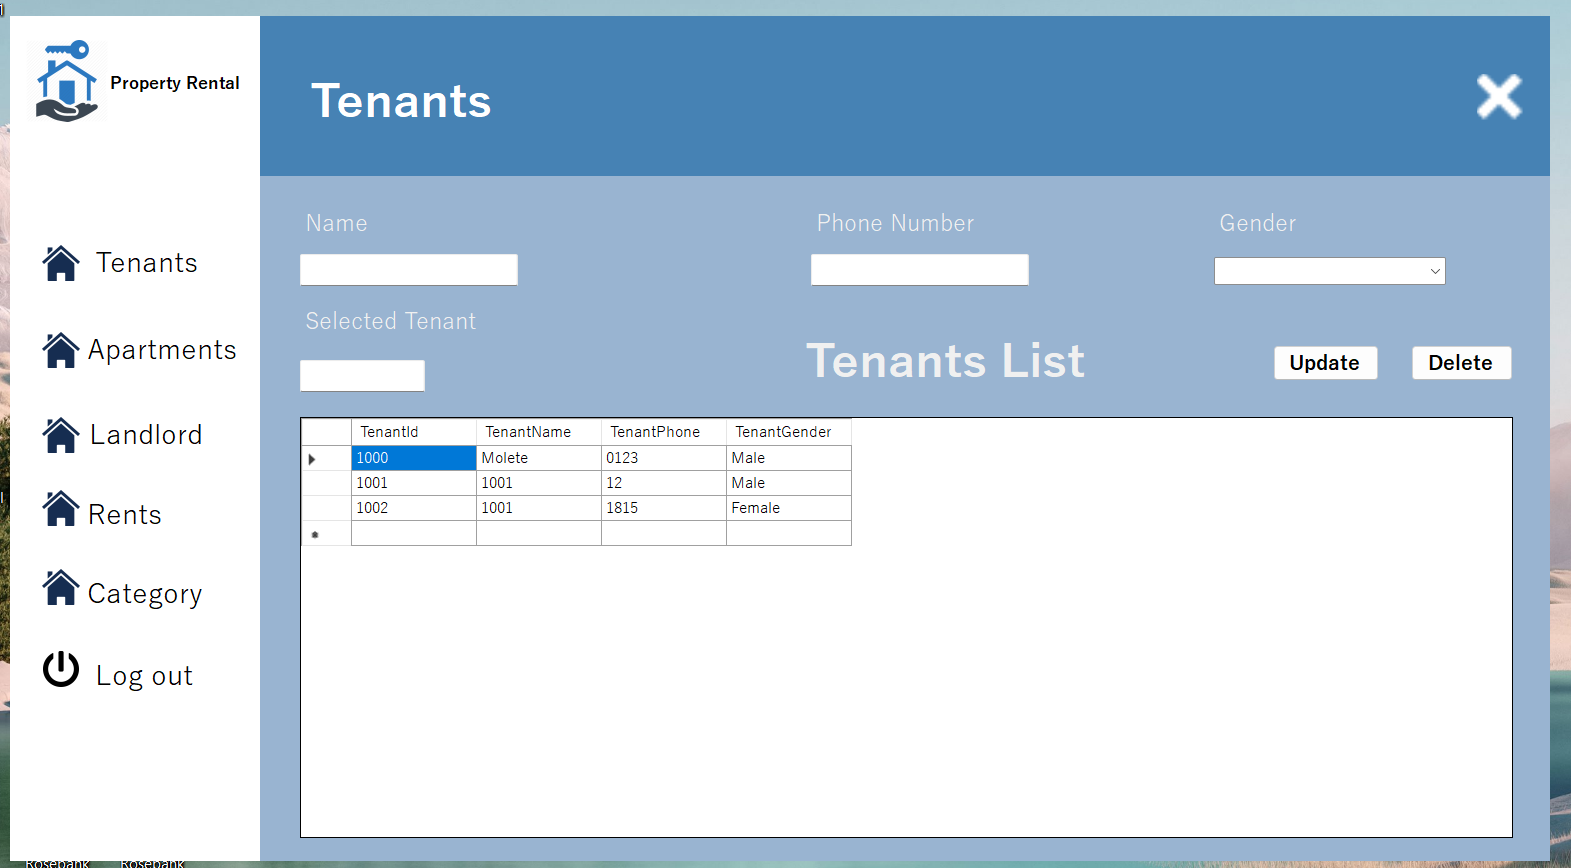 Property Rental
Tenants
Tenants
Apartments
Landlord
Rents
Category
Log out
Name
Phone Number
Gender
Selected Tenant
Tenants List
Update
Delete
TenantId TenantName TenantPhone TenantGender
1000 Molete 0123 Male
1001 1001 12 Male
1002 1001 1815 Female
Rosebank Rosebank